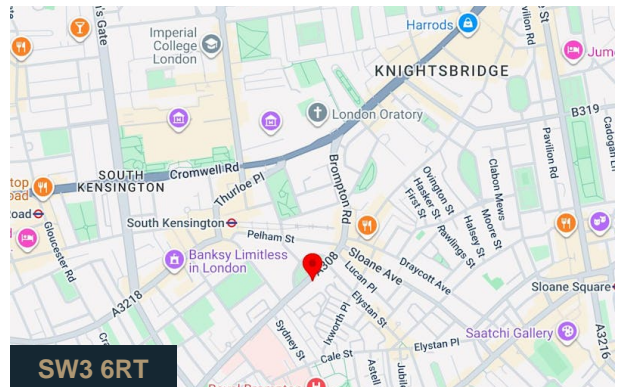 Harrods
Imperial
College
London
KNIGHTSBRIDGE
B319
Pavilion Rd
London Oratory
Cromwell Rd
SOUTH
KENSINGTON
Thurloe Pl
Brompton Rd
Ovington St
Hasker St
First St
Clabon Mews
Moore St
Halsey St
Rawlings St
South Kensington
Pelham St
Gloucester Rd
Banksy Limitless
in London
A308
Sloane Ave
Lucan Pl
Draycott Ave
Elystan St
Ixworth Pl
Sydney St
Sloane Square
A3218
Saatchi Gallery
A3216
Cale St
Elystan Pl
Astell
SW3 6RT